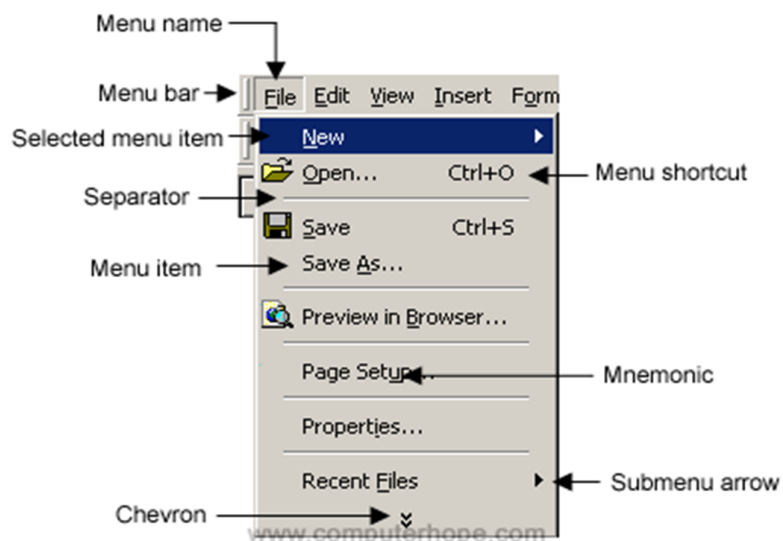 Menu name
Menu bar File Edit View Insert Form
Selected menu item New
Open... Ctrl+O Menu shortcut
Separator
Save Ctrl+S
Menu item Save As...
Preview in Browser...
Page Setup... Mnemonic
Properties...
Recent Files Submenu arrow
Chevron
www.computerhope.com